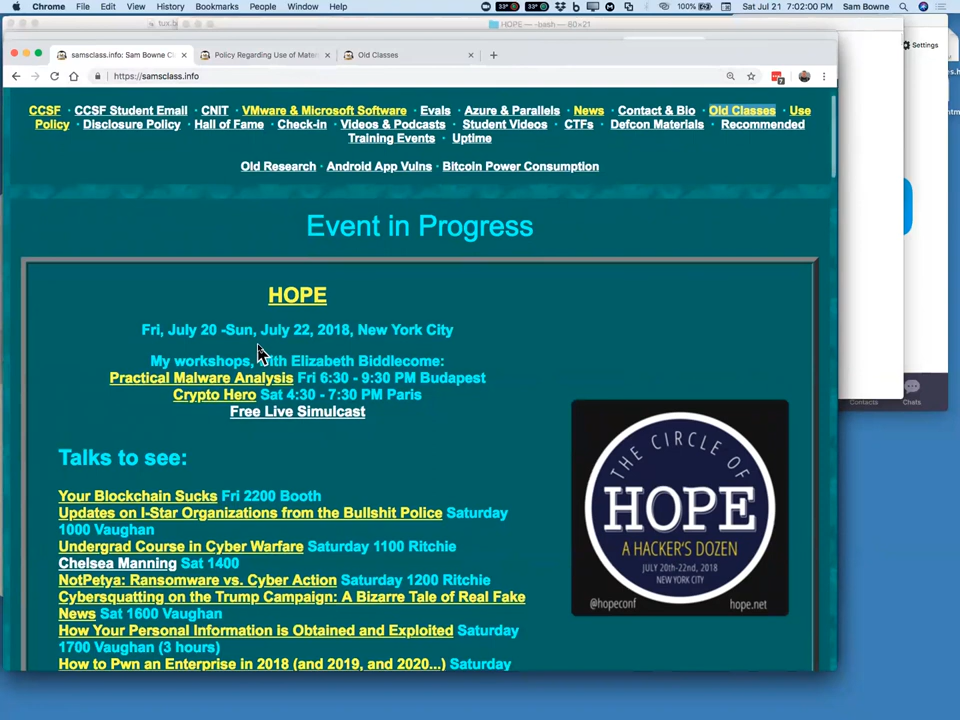 Chrome File Edit View History Bookmarks People Window Help 33° 33° 100% Sat Jul 21 7:02:00 PM Sam Bowne
HOPE — -bash — 80×21
Settings
samsclass.info: Sam Bowne C
Policy Regarding Use of Mate
Old Classes
https://samsclass.info
CCSF · CCSF Student Email · CNIT · VMware & Microsoft Software · Evals · Azure & Parallels · News · Contact & Bio · Old Classes · Use
Policy · Disclosure Policy · Hall of Fame · Check-in · Videos & Podcasts · Student Videos · CTFs · Defcon Materials · Recommended
Training Events · Uptime
Old Research · Android App Vulns · Bitcoin Power Consumption
Event in Progress
HOPE
Fri, July 20 -Sun, July 22, 2018, New York City
My workshops, with Elizabeth Biddlecome:
Practical Malware Analysis Fri 6:30 - 9:30 PM Budapest
Crypto Hero Sat 4:30 - 7:30 PM Paris
Free Live Simulcast
Contacts
Chats
Talks to see:
Your Blockchain Sucks Fri 2200 Booth
Updates on I-Star Organizations from the Bullshit Police Saturday
1000 Vaughan
Undergrad Course in Cyber Warfare Saturday 1100 Ritchie
Chelsea Manning Sat 1400
NotPetya: Ransomware vs. Cyber Action Saturday 1200 Ritchie
Cybersquatting on the Trump Campaign: A Bizarre Tale of Real Fake
News Sat 1600 Vaughan
How Your Personal Information is Obtained and Exploited Saturday
1700 Vaughan (3 hours)
How to Pwn an Enterprise in 2018 (and 2019, and 2020...) Saturday
THE CIRCLE OF
HOPE
A HACKER'S DOZEN
JULY 20th-22nd, 2018
NEW YORK CITY
@hopeconf
hope.net